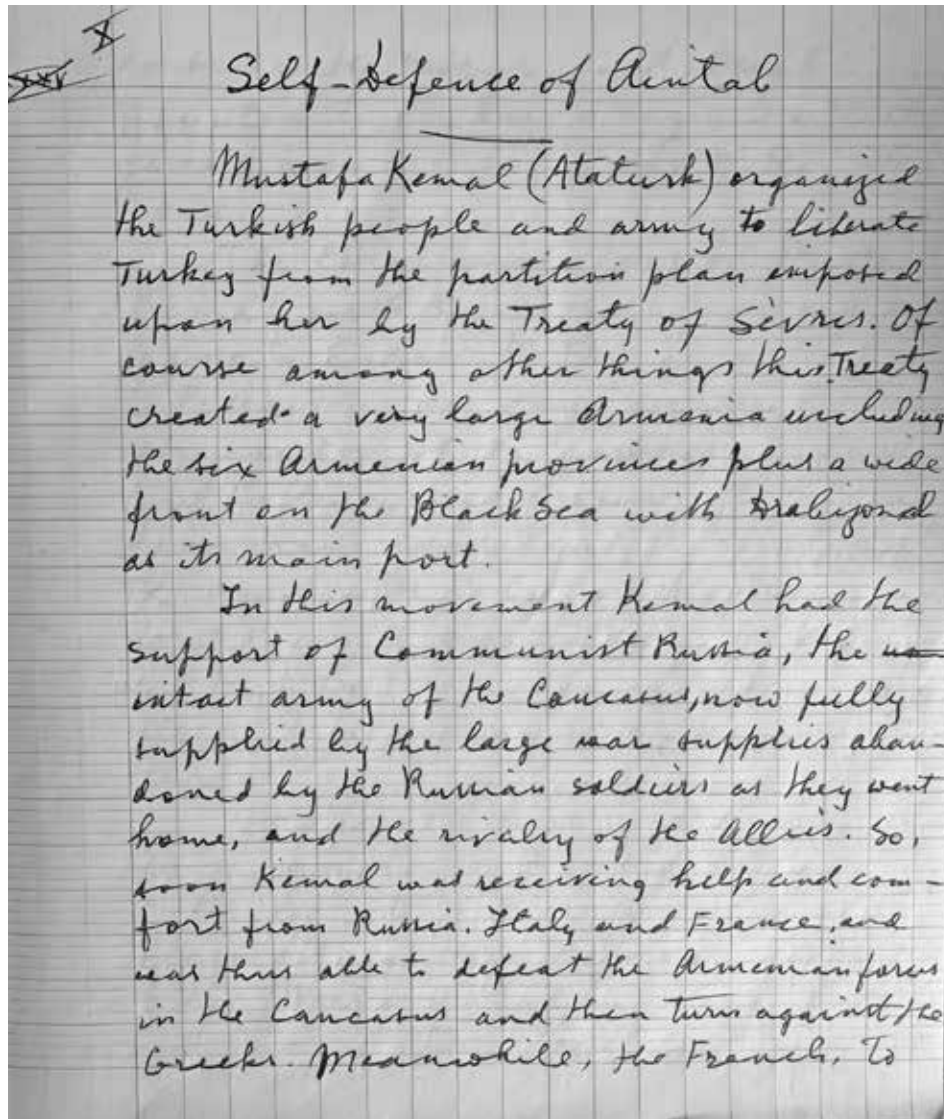 X
Self-Defence of Aintab
Mustafa Kemal (Ataturk) organized
the Turkish people and army to liberate
Turkey from the partition plan imposed
upon her by the Treaty of Sèvres. Of
course among other things this Treaty
created a very large Armenia including
the six Armenian provinces plus a wide
front on the Black Sea with
as its main port.
In this movement Kemal had the
support of Communist Russia, the
intact army of the Caucasus, now fully
supplied by the large war supplies aban-
doned by the Russian soldiers as they went
home, and the rivalry of the Allies. So,
soon Kemal was receiving help and com-
fort from Russia. Italy and France, and
was thus able to defeat the Armenian forces
in the Caucasus and then turn against the
Greeks. Meanwhile, the French, to